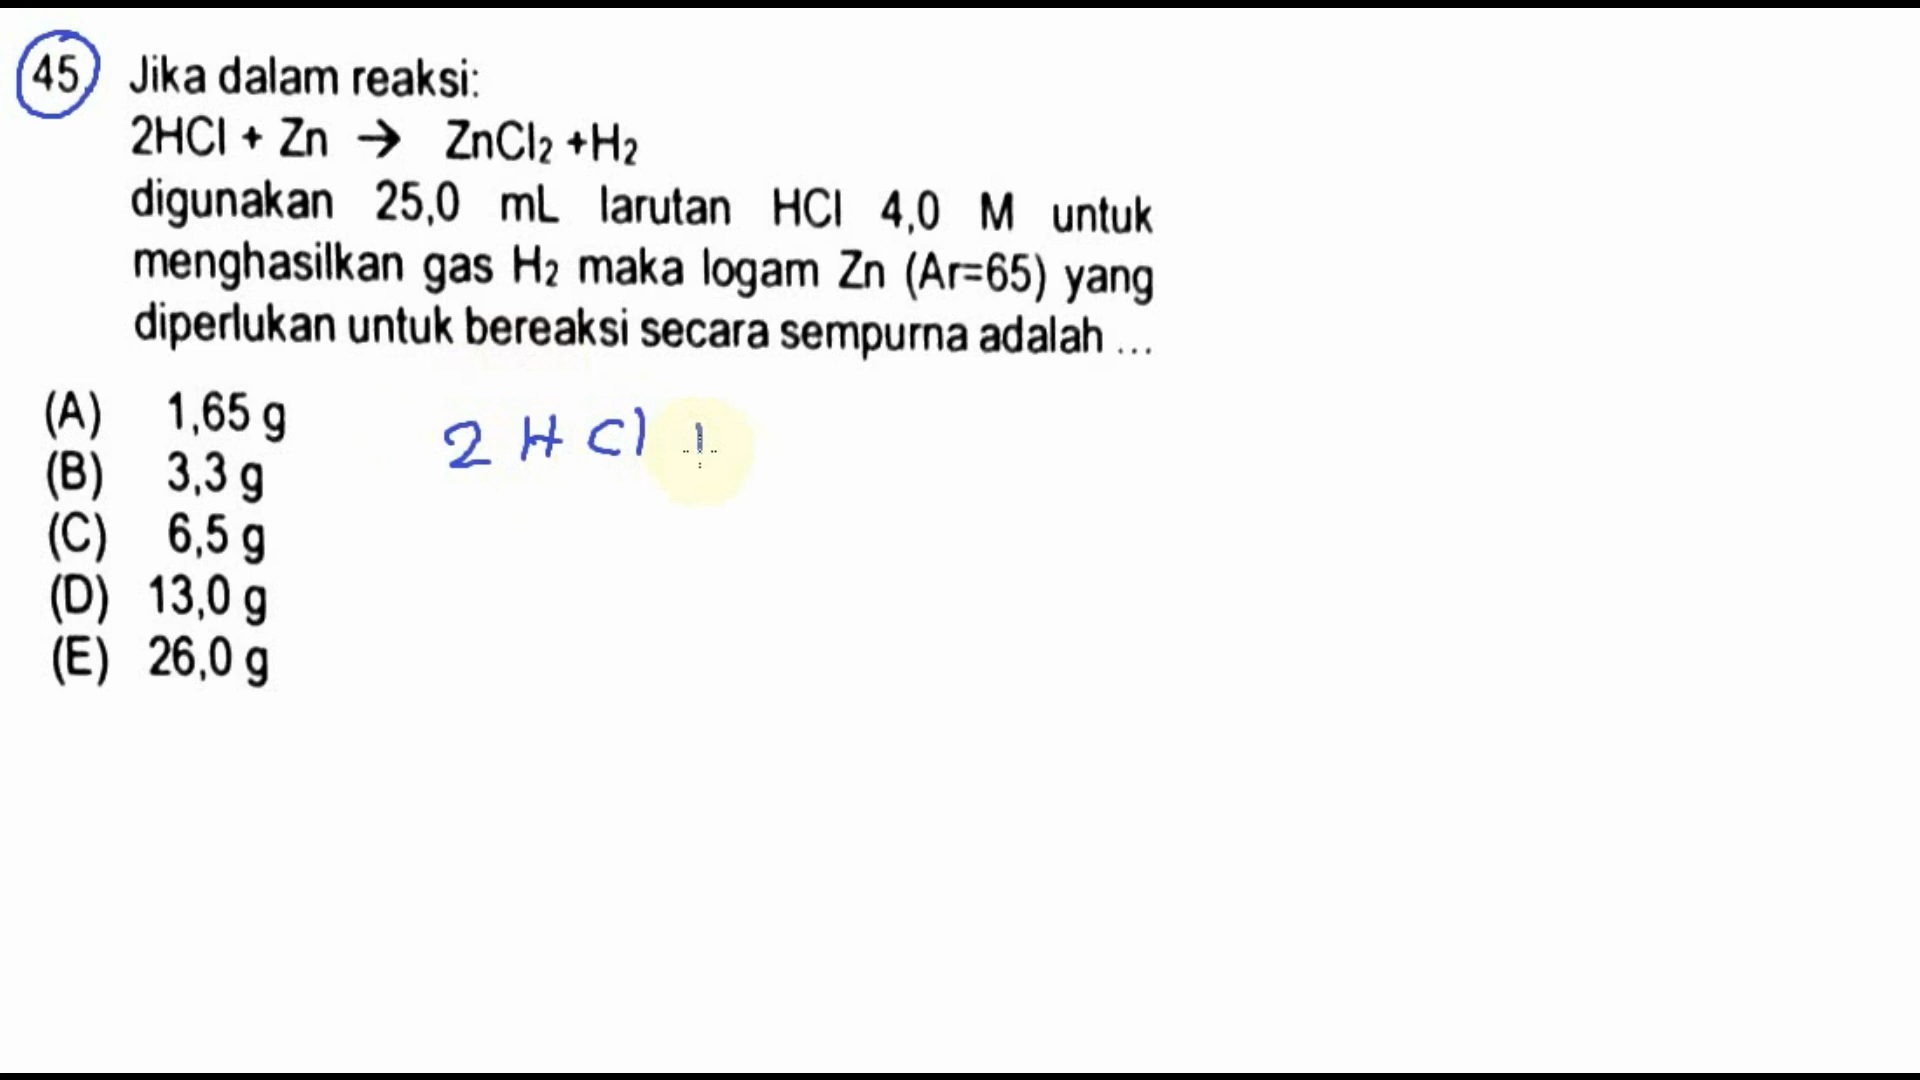 45 Jika dalam reaksi:
2HCl + Zn → ZnCl₂ +H₂
digunakan 25,0 mL larutan HCl 4,0 M untuk
menghasilkan gas H₂ maka logam Zn (Ar=65) yang
diperlukan untuk bereaksi secara sempurna adalah ...
(A) 1,65 g
(B) 3,3 g
(C) 6,5 g
(D) 13,0 g
(E) 26,0 g
2 H Cl